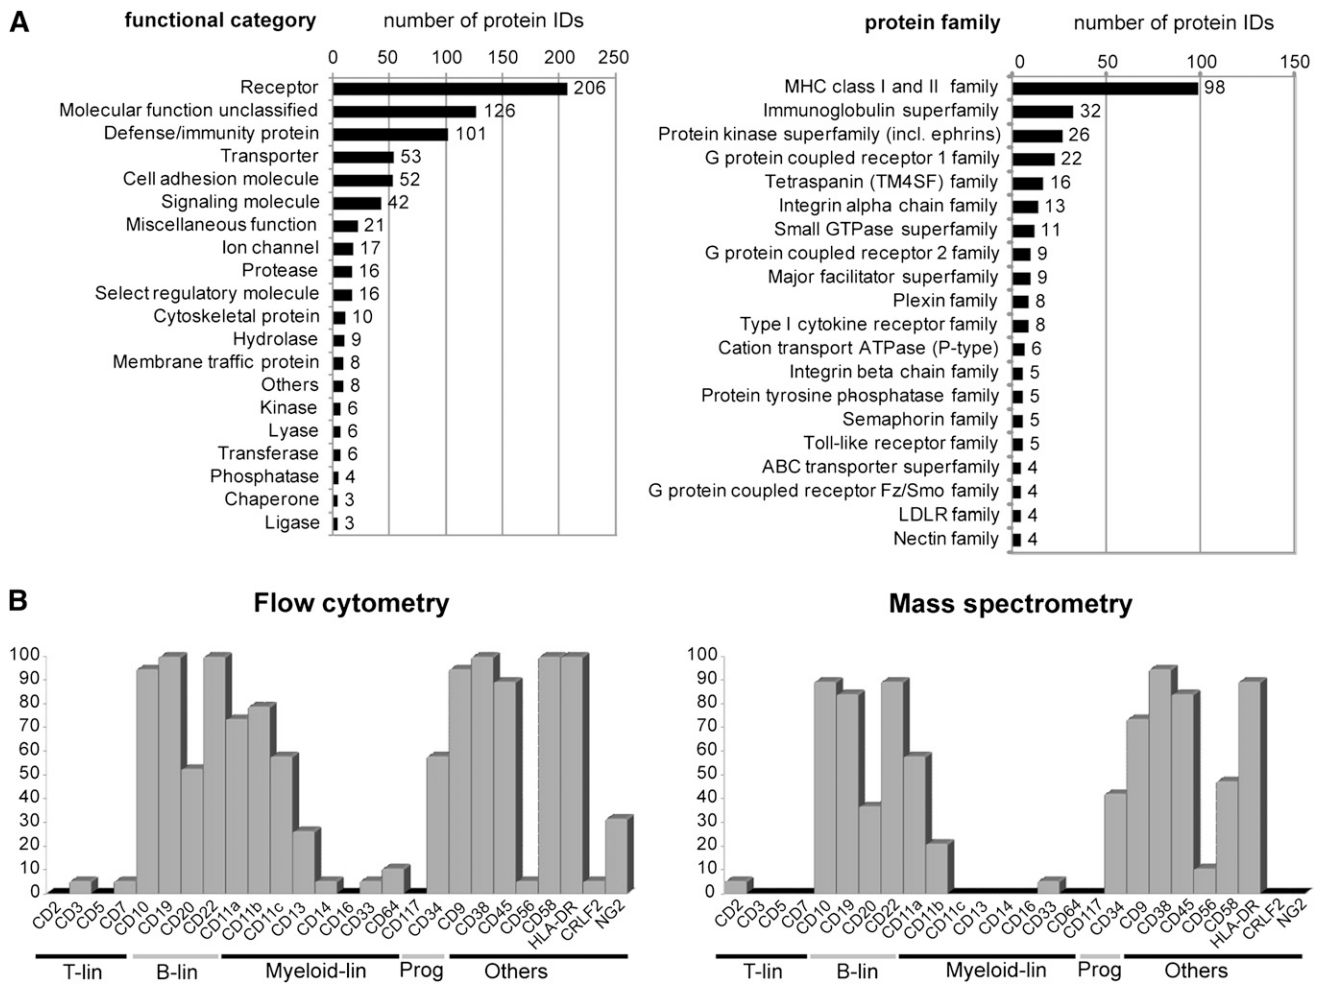 A
functional category number of protein IDs
0 50 100 150 200 250
Receptor 206
Molecular function unclassified 126
Defense/immunity protein 101
Transporter 53
Cell adhesion molecule 52
Signaling molecule 42
Miscellaneous function 21
Ion channel 17
Protease 16
Select regulatory molecule 16
Cytoskeletal protein 10
Hydrolase 9
Membrane traffic protein 8
Others 8
Kinase 6
Lyase 6
Transferase 6
Phosphatase 4
Chaperone 3
Ligase 3
protein family number of protein IDs
0 50 100 150
MHC class I and II family 98
Immunoglobulin superfamily 32
Protein kinase superfamily (incl. ephrins) 26
G protein coupled receptor 1 family 22
Tetraspanin (TM4SF) family 16
Integrin alpha chain family 13
Small GTPase superfamily 11
G protein coupled receptor 2 family 9
Major facilitator superfamily 9
Plexin family 8
Type I cytokine receptor family 8
Cation transport ATPase (P-type) 6
Integrin beta chain family 5
Protein tyrosine phosphatase family 5
Semaphorin family 5
Toll-like receptor family 5
ABC transporter superfamily 4
G protein coupled receptor Fz/Smo family 4
LDLR family 4
Nectin family 4
B
Flow cytometry
100
90
80
70
60
50
40
30
20
10
0
CD2 CD3 CD5 CD7 CD10 CD19 CD20 CD22 CD11a CD11b CD11c CD13 CD14 CD16 CD33 CD64 CD117 CD34 CD9 CD38 CD45 CD56 CD58 HLA-DR CRLF2 NG2
T-lin B-lin Myeloid-lin Prog Others
Mass spectrometry
100
90
80
70
60
50
40
30
20
10
0
CD2 CD3 CD5 CD7 CD10 CD19 CD20 CD22 CD11a CD11b CD11c CD13 CD14 CD16 CD33 CD64 CD117 CD34 CD9 CD38 CD45 CD56 CD58 HLA-DR CRLF2 NG2
T-lin B-lin Myeloid-lin Prog Others